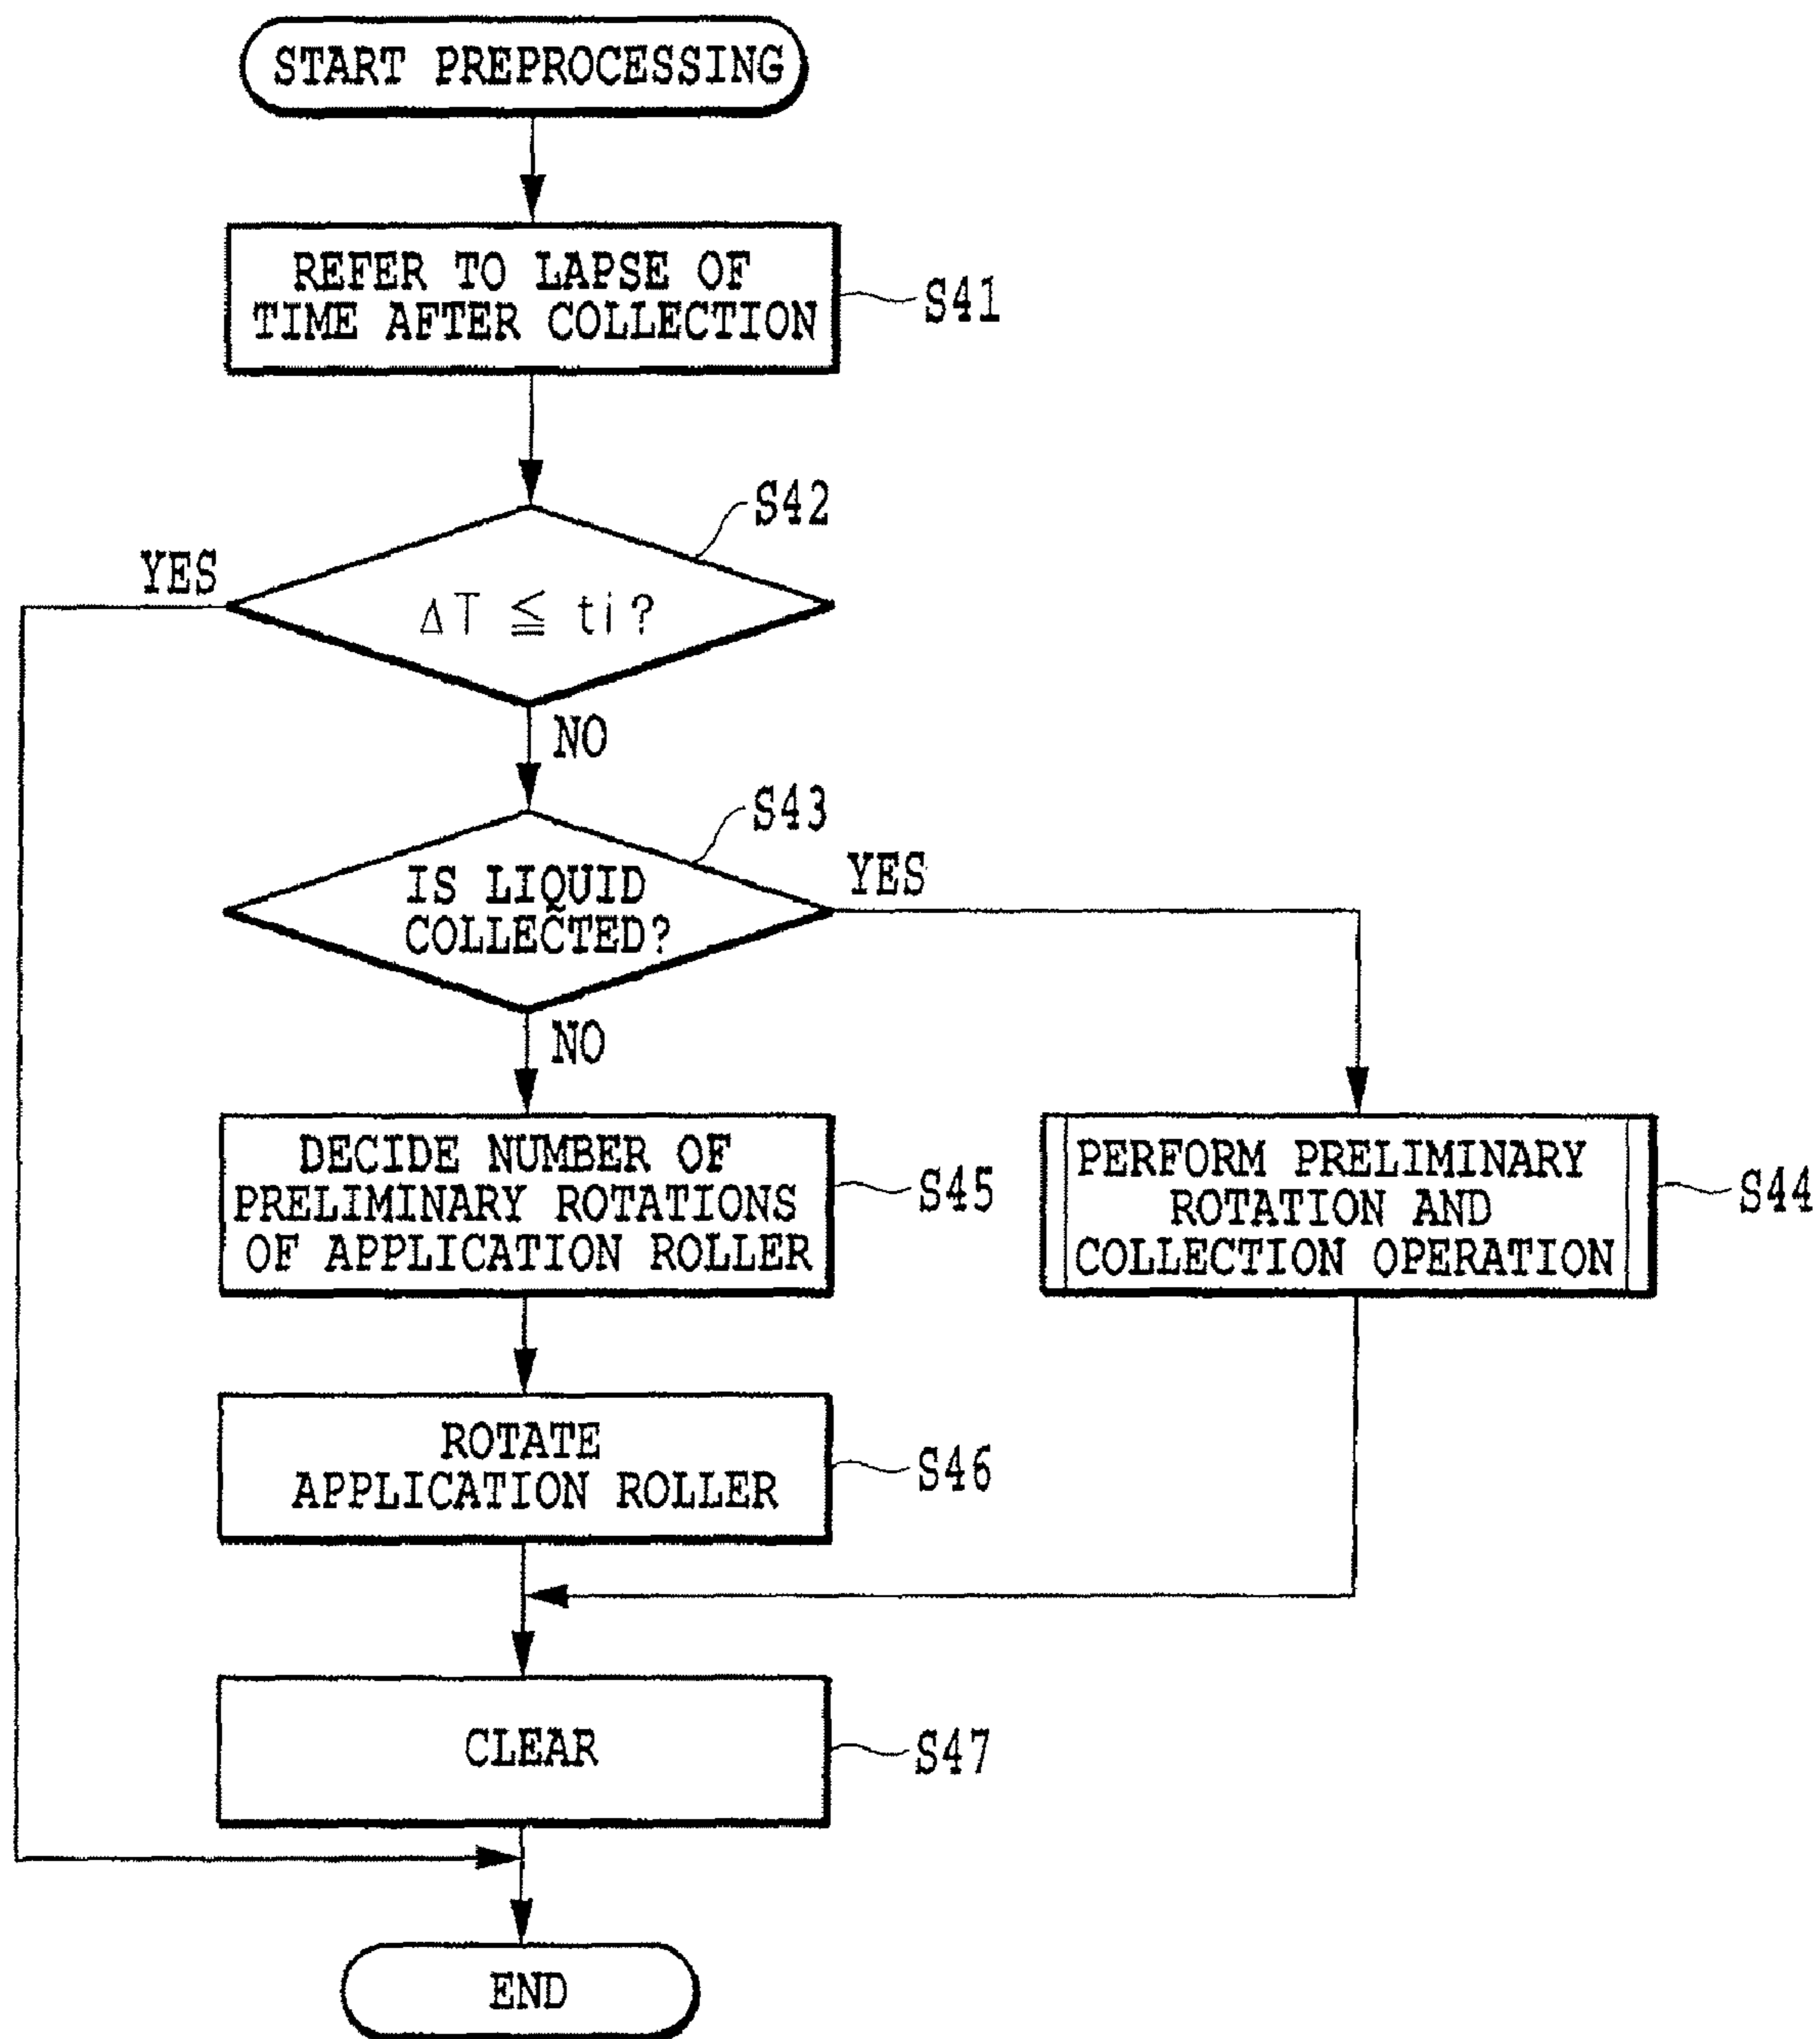 START PREPROCESSING
REFER TO LAPSE OF
TIME AFTER COLLECTION
S41
S42
YES
ΔT ≦ ti?
NO
S43
IS LIQUID
COLLECTED?
YES
NO
DECIDE NUMBER OF
PRELIMINARY ROTATIONS
OF APPLICATION ROLLER
S45
PERFORM PRELIMINARY
ROTATION AND
COLLECTION OPERATION
S44
ROTATE
APPLICATION ROLLER
S46
CLEAR
S47
END